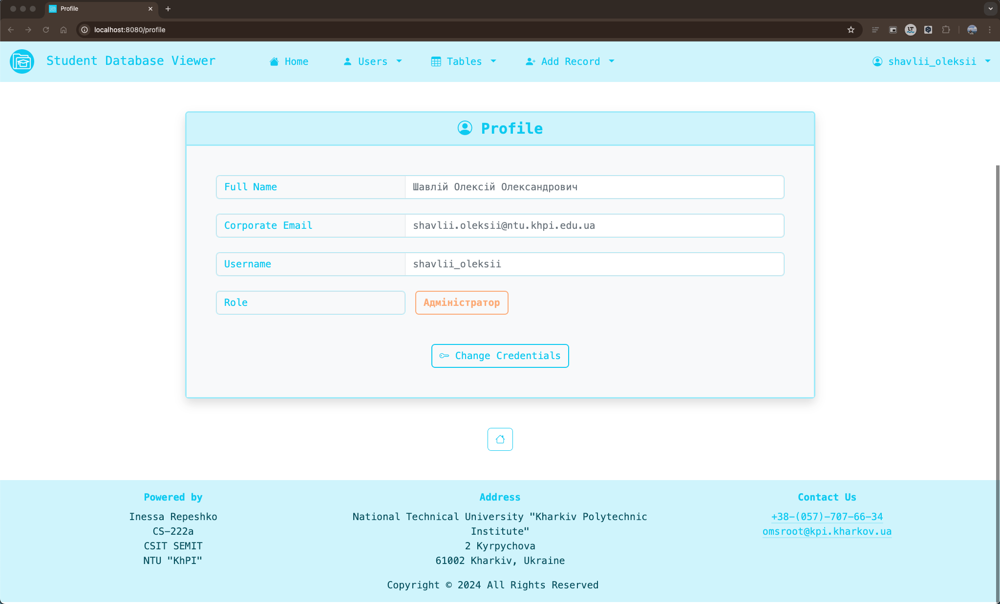 Profile
localhost:8080/profile
Student Database Viewer
Home
Users
Tables
Add Record
shavlii_oleksii
Profile
Full Name
Шавлій Олексій Олександрович
Corporate Email
shavlii.oleksii@ntu.khpi.edu.ua
Username
shavlii_oleksii
Role
Адміністратор
Change Credentials
Powered by
Inessa Repeshko
CS-222a
CSIT SEMIT
NTU "KhPI"
Address
National Technical University "Kharkiv Polytechnic
Institute"
2 Kyrpychova
61002 Kharkiv, Ukraine
Contact Us
+38-(057)-707-66-34
omsroot@kpi.kharkov.ua
Copyright © 2024 All Rights Reserved